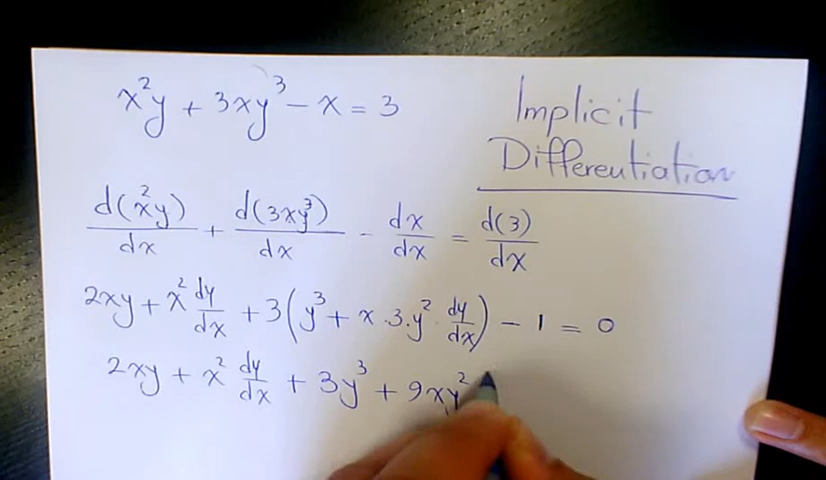 x²y + 3xy³ - x = 3
Implicit
Differentiation
d(x²y)/dx + d(3xy³)/dx - dx/dx = d(3)/dx
2xy + x² dy/dx + 3(y³ + x · 3 · y² · dy/dx) - 1 = 0
2xy + x² dy/dx + 3y³ + 9xy²